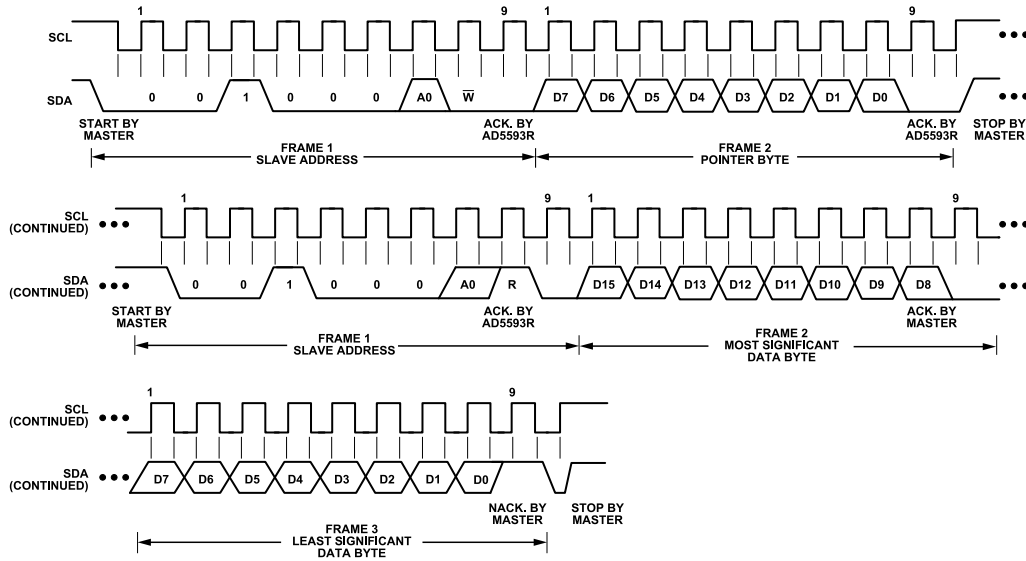 1 9 1 9
SCL
SDA 0 0 1 0 0 0 A0 W̅ D7 D6 D5 D4 D3 D2 D1 D0
START BY MASTER
ACK. BY AD5593R
ACK. BY AD5593R
STOP BY MASTER
FRAME 1
SLAVE ADDRESS
FRAME 2
POINTER BYTE
1 9 1 9
SCL
(CONTINUED)
SDA
(CONTINUED)
0 0 1 0 0 0 A0 R D15 D14 D13 D12 D11 D10 D9 D8
START BY
MASTER
ACK. BY
AD5593R
ACK. BY
MASTER
FRAME 1
SLAVE ADDRESS
FRAME 2
MOST SIGNIFICANT
DATA BYTE
1 9
SCL
(CONTINUED)
SDA
(CONTINUED)
D7 D6 D5 D4 D3 D2 D1 D0
NACK. BY
MASTER
STOP BY
MASTER
FRAME 3
LEAST SIGNIFICANT
DATA BYTE